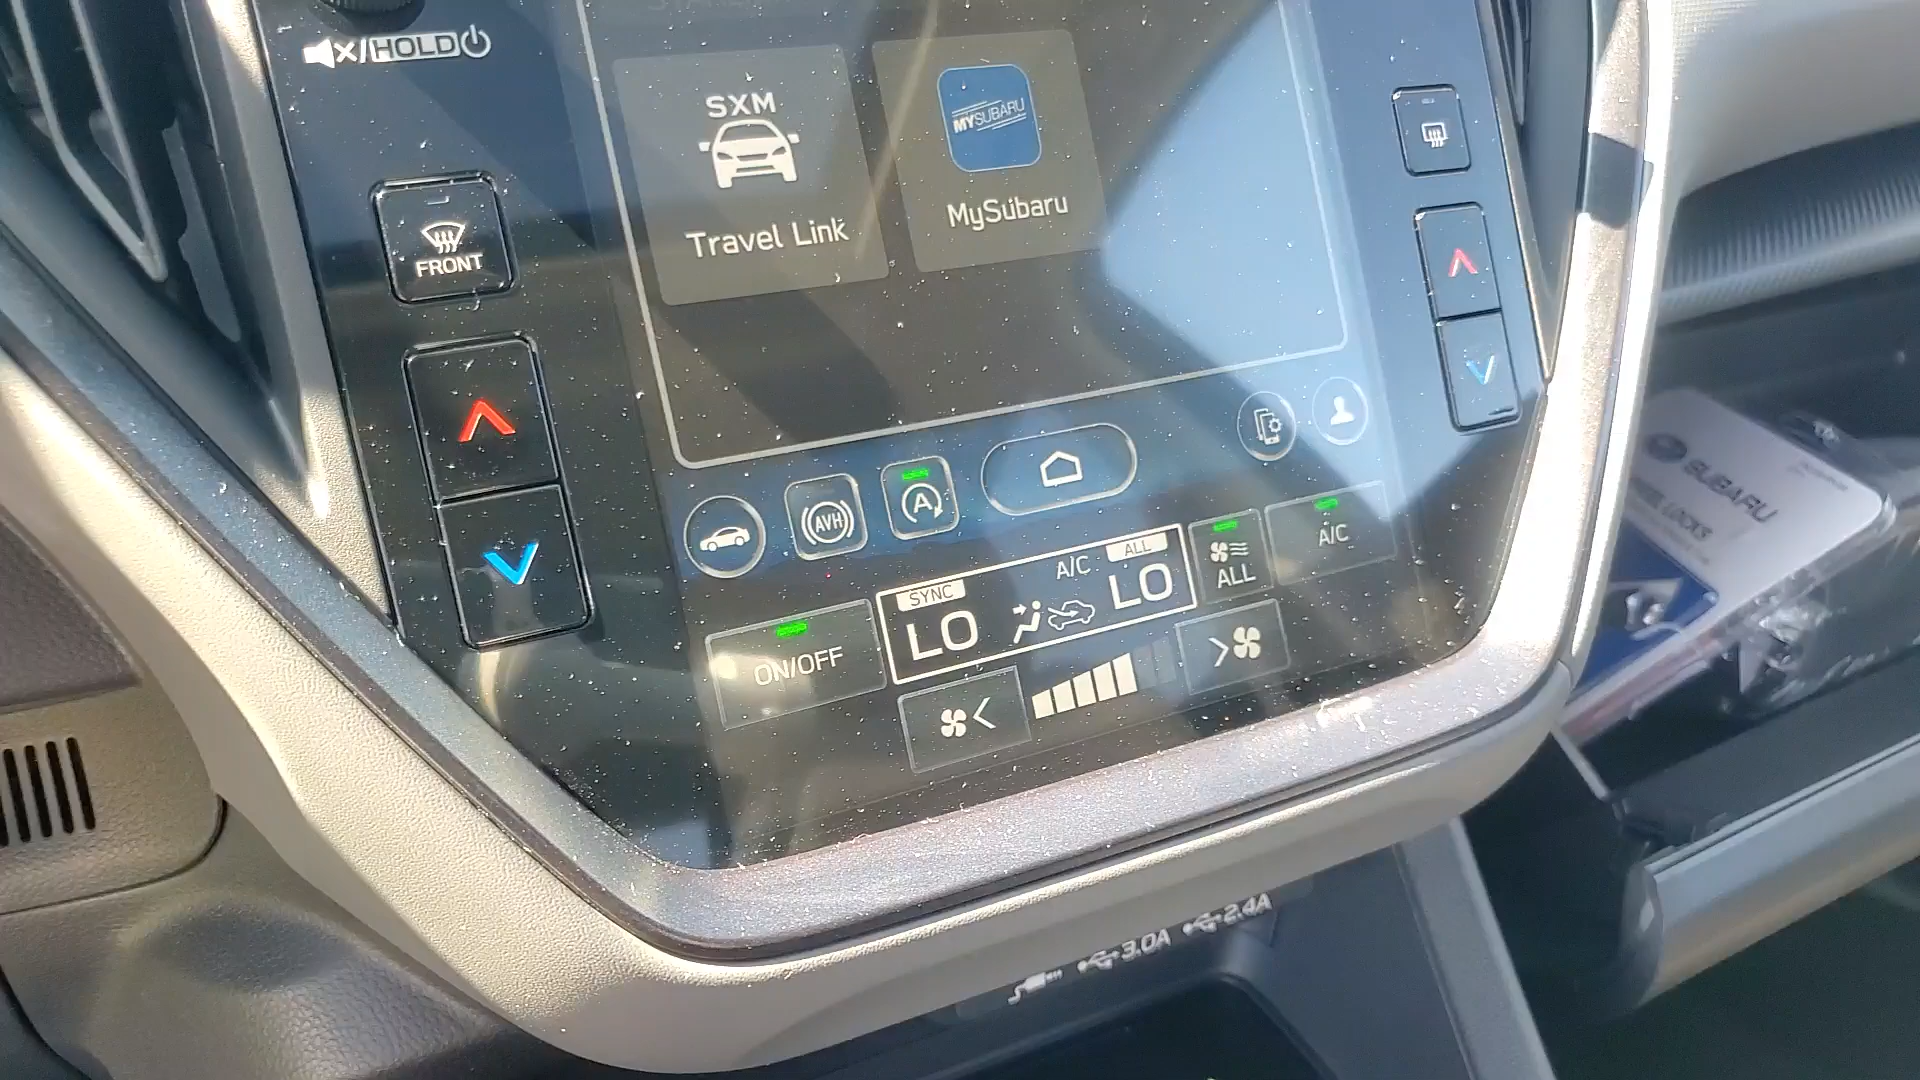 HOLD
SXM
Travel Link
MYSUBARU
MySubaru
FRONT
AVH
A
SYNC
LO
A/C
ALL
LO
ALL
A/C
ON/OFF
3.0A
2.4A
SUBARU
LOCKS